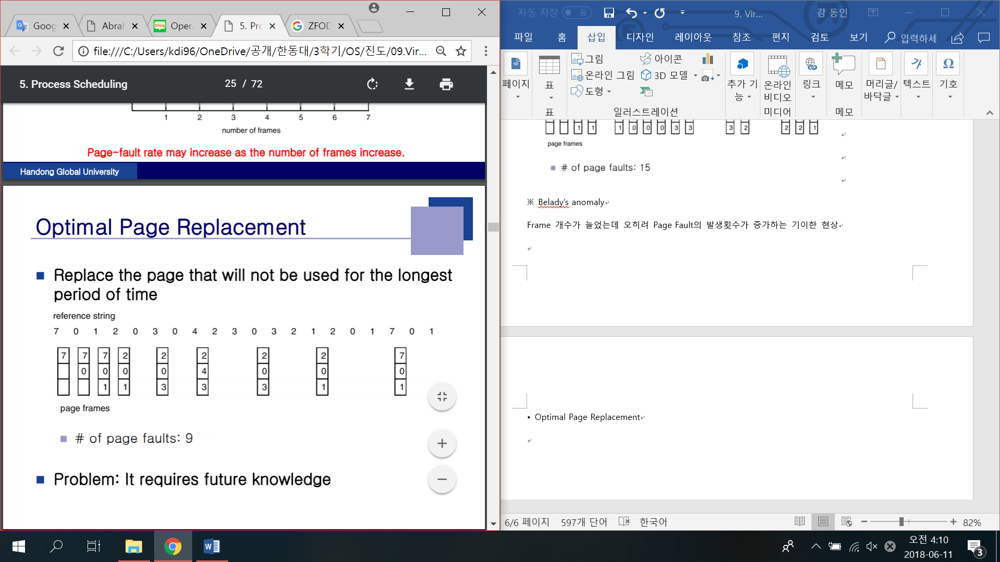 Goog
Abrah
blog
Oper
5. Pro
ZFOD
file:///C:/Users/kdi96/OneDrive/공개/한동대/3학기/OS/진도/09.Vir...
5. Process Scheduling
25 / 72
1 2 3 4 5 6 7
number of frames
Page-fault rate may increase as the number of frames increase.
Handong Global University
Optimal Page Replacement
Replace the page that will not be used for the longest
period of time
reference string
7 0 1 2 0 3 0 4 2 3 0 3 2 1 2 0 1 7 0 1
7 7 7 2 2 2 2 2 7
0 0 0 0 4 0 0 0
1 1 3 3 3 1 1
page frames
# of page faults: 9
Problem: It requires future knowledge
자동 저장 끔
9. Vir...
강 동인
파일 홈 삽입 디자인 레이아웃 참조 편지 검토 보기 입력하세
페이지
표
그림
온라인 그림
도형
아이콘
3D 모델
추가 기
능
온라인
비디오
링크
메모
머리글/
바닥글
텍스트
기호
표 일러스트레이션 미디어 메모
1 1 1 0 0 0 3 3 3 2 2 2 1
page frames
# of page faults: 15
※ Belady's anomaly
Frame 개수가 늘었는데 오히려 Page Fault의 발생횟수가 증가하는 기이한 현상
• Optimal Page Replacement
6/6 페이지 597개 단어 한국어
82%
오전 4:10
2018-06-11
3